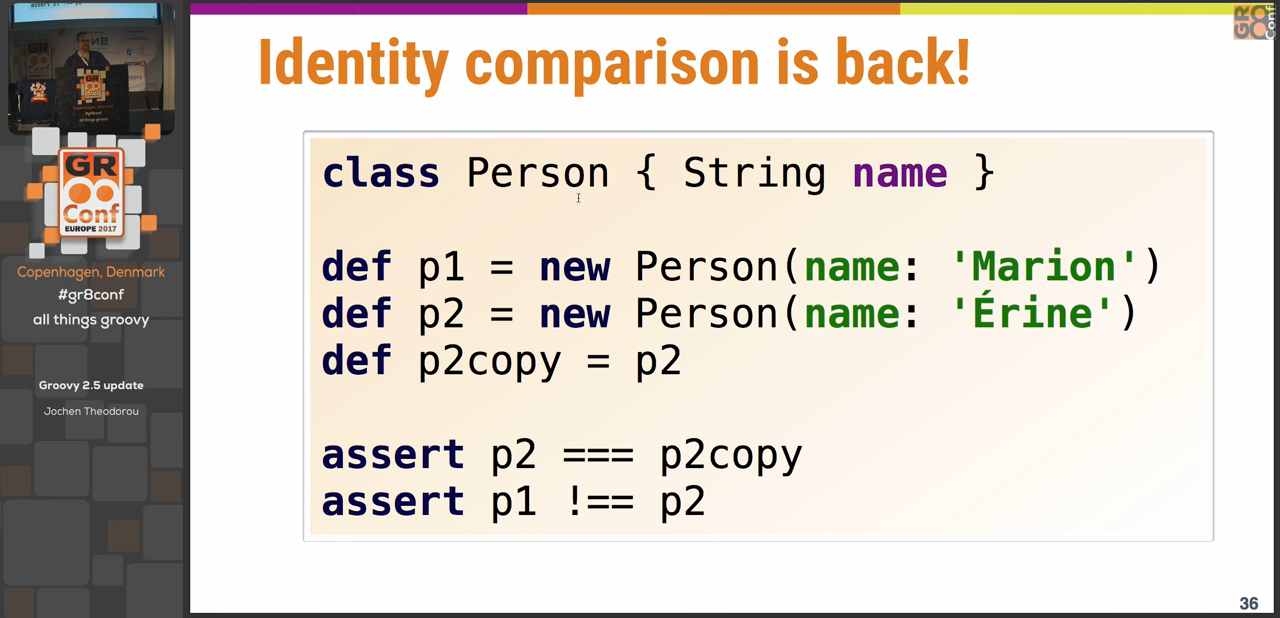 Identity comparison is back!
class Person { String name }
def p1 = new Person(name: 'Marion')
def p2 = new Person(name: 'Érine')
def p2copy = p2
assert p2 === p2copy
assert p1 !== p2
36
GR
Conf
EUROPE 2017
Copenhagen, Denmark
#gr8conf
all things groovy
Groovy 2.5 update
Jochen Theodorou
GR
Conf